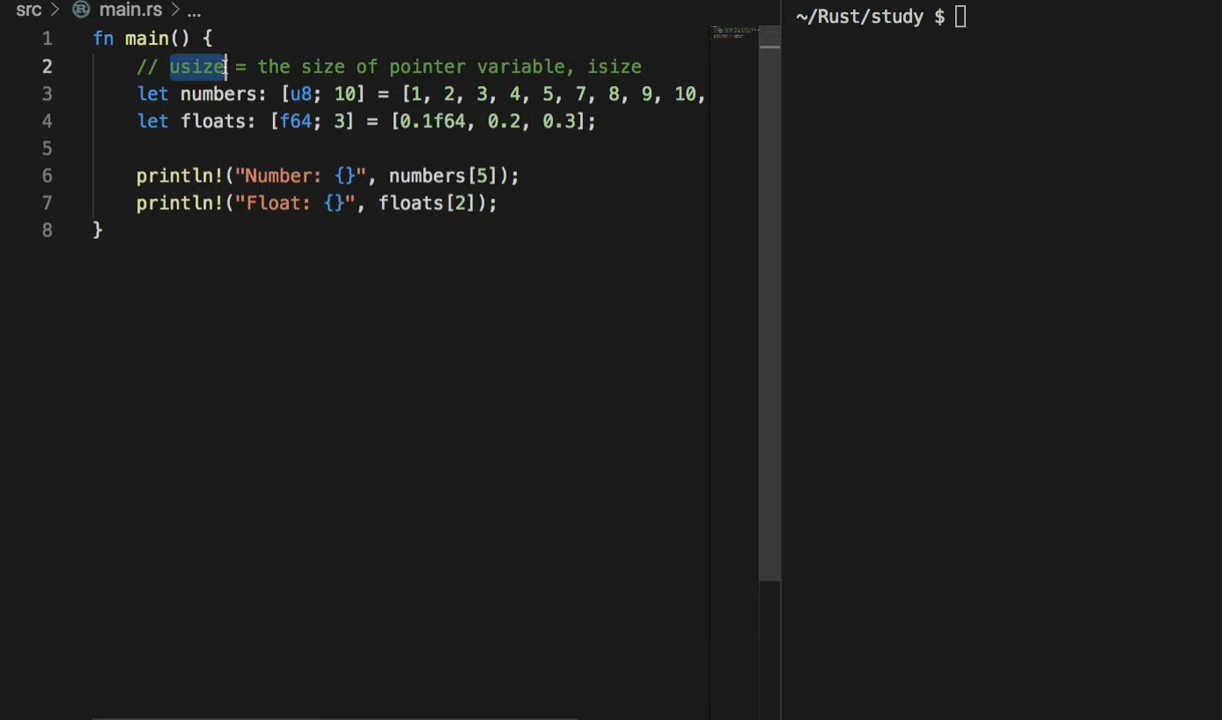 src > main.rs > ...
1 fn main() {
2 // usize = the size of pointer variable, isize
3 let numbers: [u8; 10] = [1, 2, 3, 4, 5, 7, 8, 9, 10,
4 let floats: [f64; 3] = [0.1f64, 0.2, 0.3];
5
6 println!("Number: {}", numbers[5]);
7 println!("Float: {}", floats[2]);
8 }
~/Rust/study $